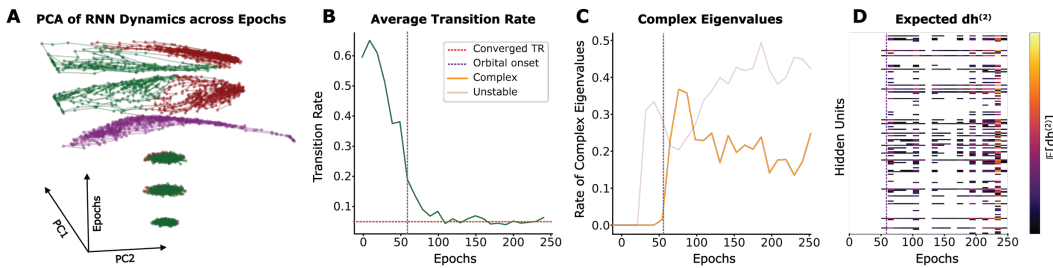 A PCA of RNN Dynamics across Epochs
Epochs
PC1
PC2
B Average Transition Rate
Transition Rate
0.6
0.5
0.4
0.3
0.2
0.1
0 50 100 150 200 250
Epochs
Converged TR
Orbital onset
Complex
Unstable
C Complex Eigenvalues
Rate of Complex Eigenvalues
0.5
0.4
0.3
0.2
0.1
0.0
0 50 100 150 200 250
Epochs
D Expected dh⁽²⁾
Hidden Units
0 50 100 150 200 250
Epochs
|E[dh⁽²⁾]|